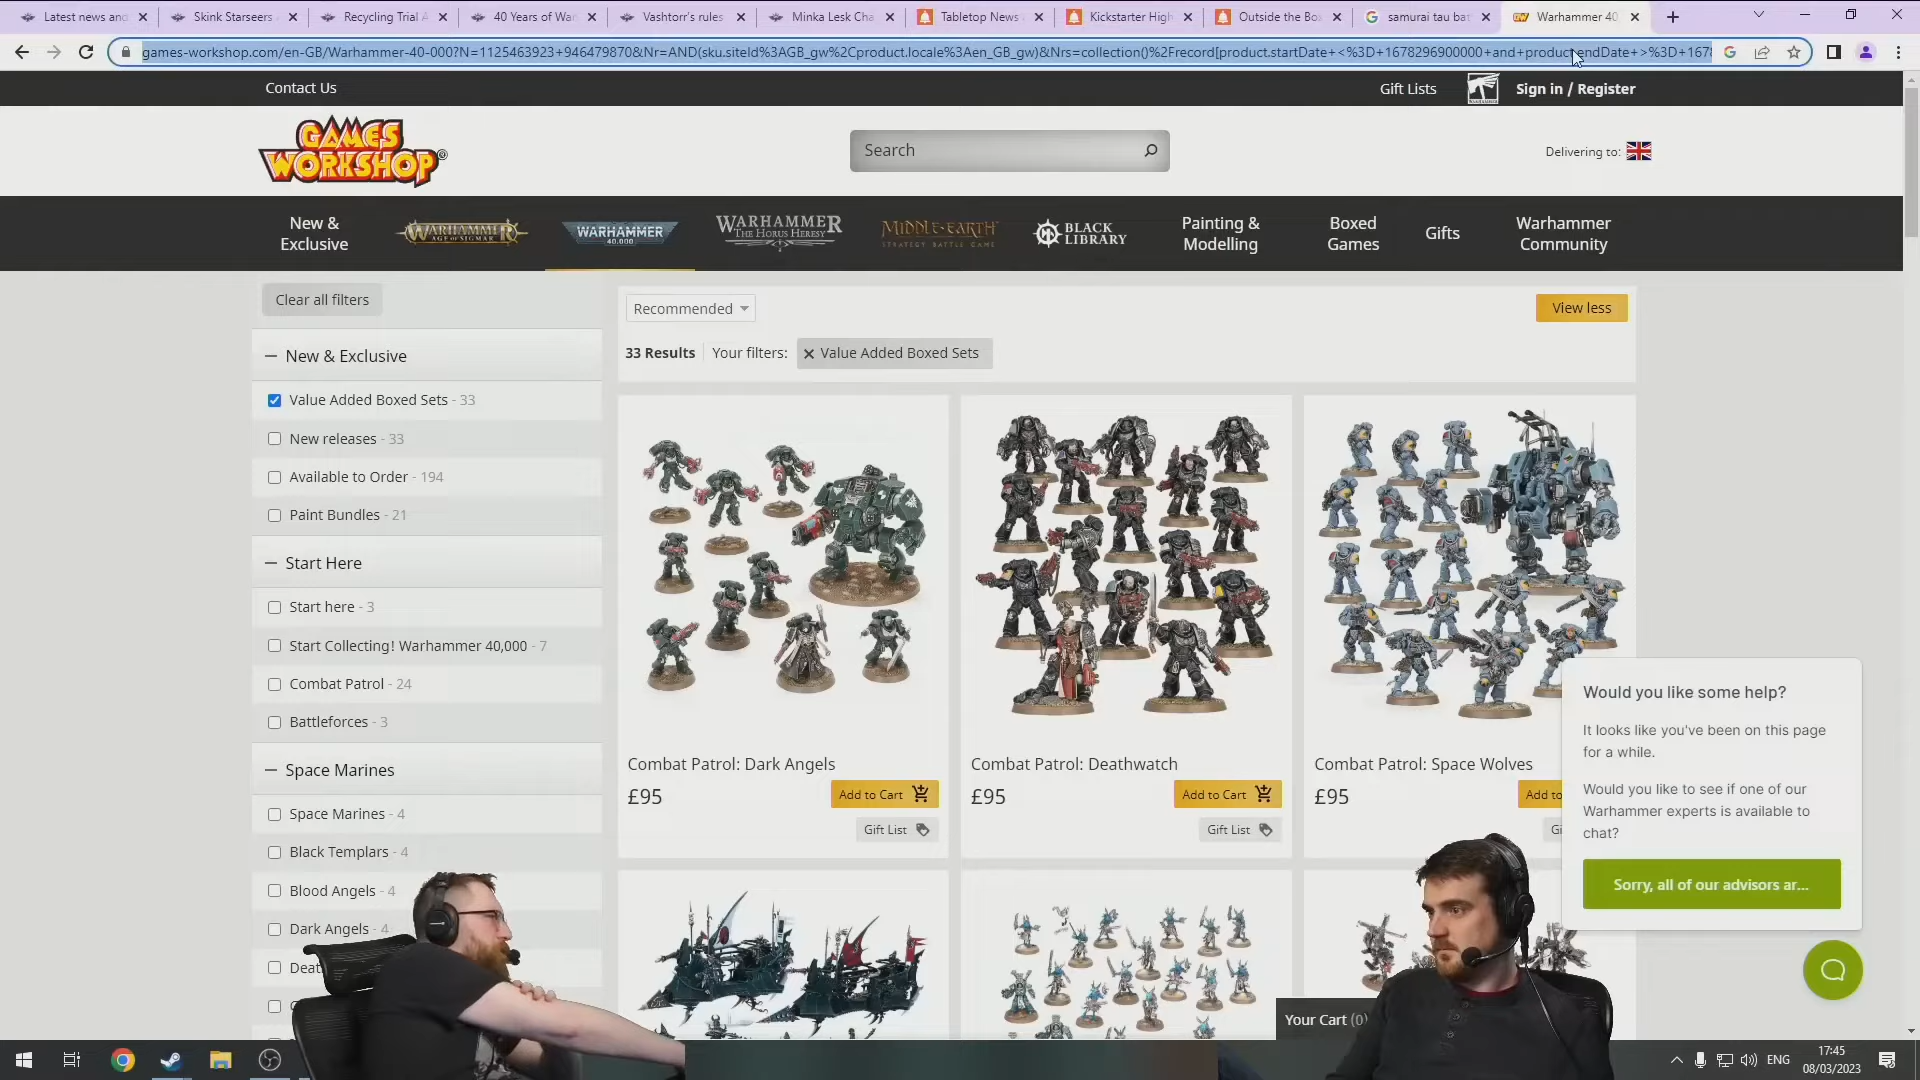 Latest news and
Skink Starseers
Recycling Trial A
40 Years of War
Vashtorr's rules
Minka Lesk Cha
Tabletop News
Kickstarter High
Outside the Box
samurai tau bat
Warhammer 40
games-workshop.com/en-GB/Warhammer-40-000?N=1125463923+946479870&Nr=AND(sku.siteId%3AGB_gw%2Cproduct.locale%3Aen_GB_gw)&Nrs=collection()%2Frecord[product.startDate+<%3D+1678296900000+and+product.endDate+>%3D+1678
Contact Us
Gift Lists
Sign in / Register
GAMES
WORKSHOP
Search
Delivering to:
New &
Exclusive
WARHAMMER
AGE OF SIGMAR
WARHAMMER
40,000
WARHAMMER
THE HORUS HERESY
MIDDLE-EARTH
STRATEGY BATTLE GAME
BLACK
LIBRARY
Painting &
Modelling
Boxed
Games
Gifts
Warhammer
Community
Clear all filters
Recommended
View less
33 Results
Your filters:
Value Added Boxed Sets
New & Exclusive
Value Added Boxed Sets - 33
New releases - 33
Available to Order - 194
Paint Bundles - 21
Start Here
Start here - 3
Start Collecting! Warhammer 40,000 - 7
Combat Patrol - 24
Battleforces - 3
Space Marines
Space Marines - 4
Black Templars - 4
Blood Angels - 4
Dark Angels - 4
Combat Patrol: Dark Angels
£95
Add to Cart
Gift List
Combat Patrol: Deathwatch
£95
Add to Cart
Gift List
Combat Patrol: Space Wolves
£95
Add to
Would you like some help?
It looks like you've been on this page
for a while.
Would you like to see if one of our
Warhammer experts is available to
chat?
Sorry, all of our advisors ar...
Your Cart (0)
ENG
17:45
08/03/2023